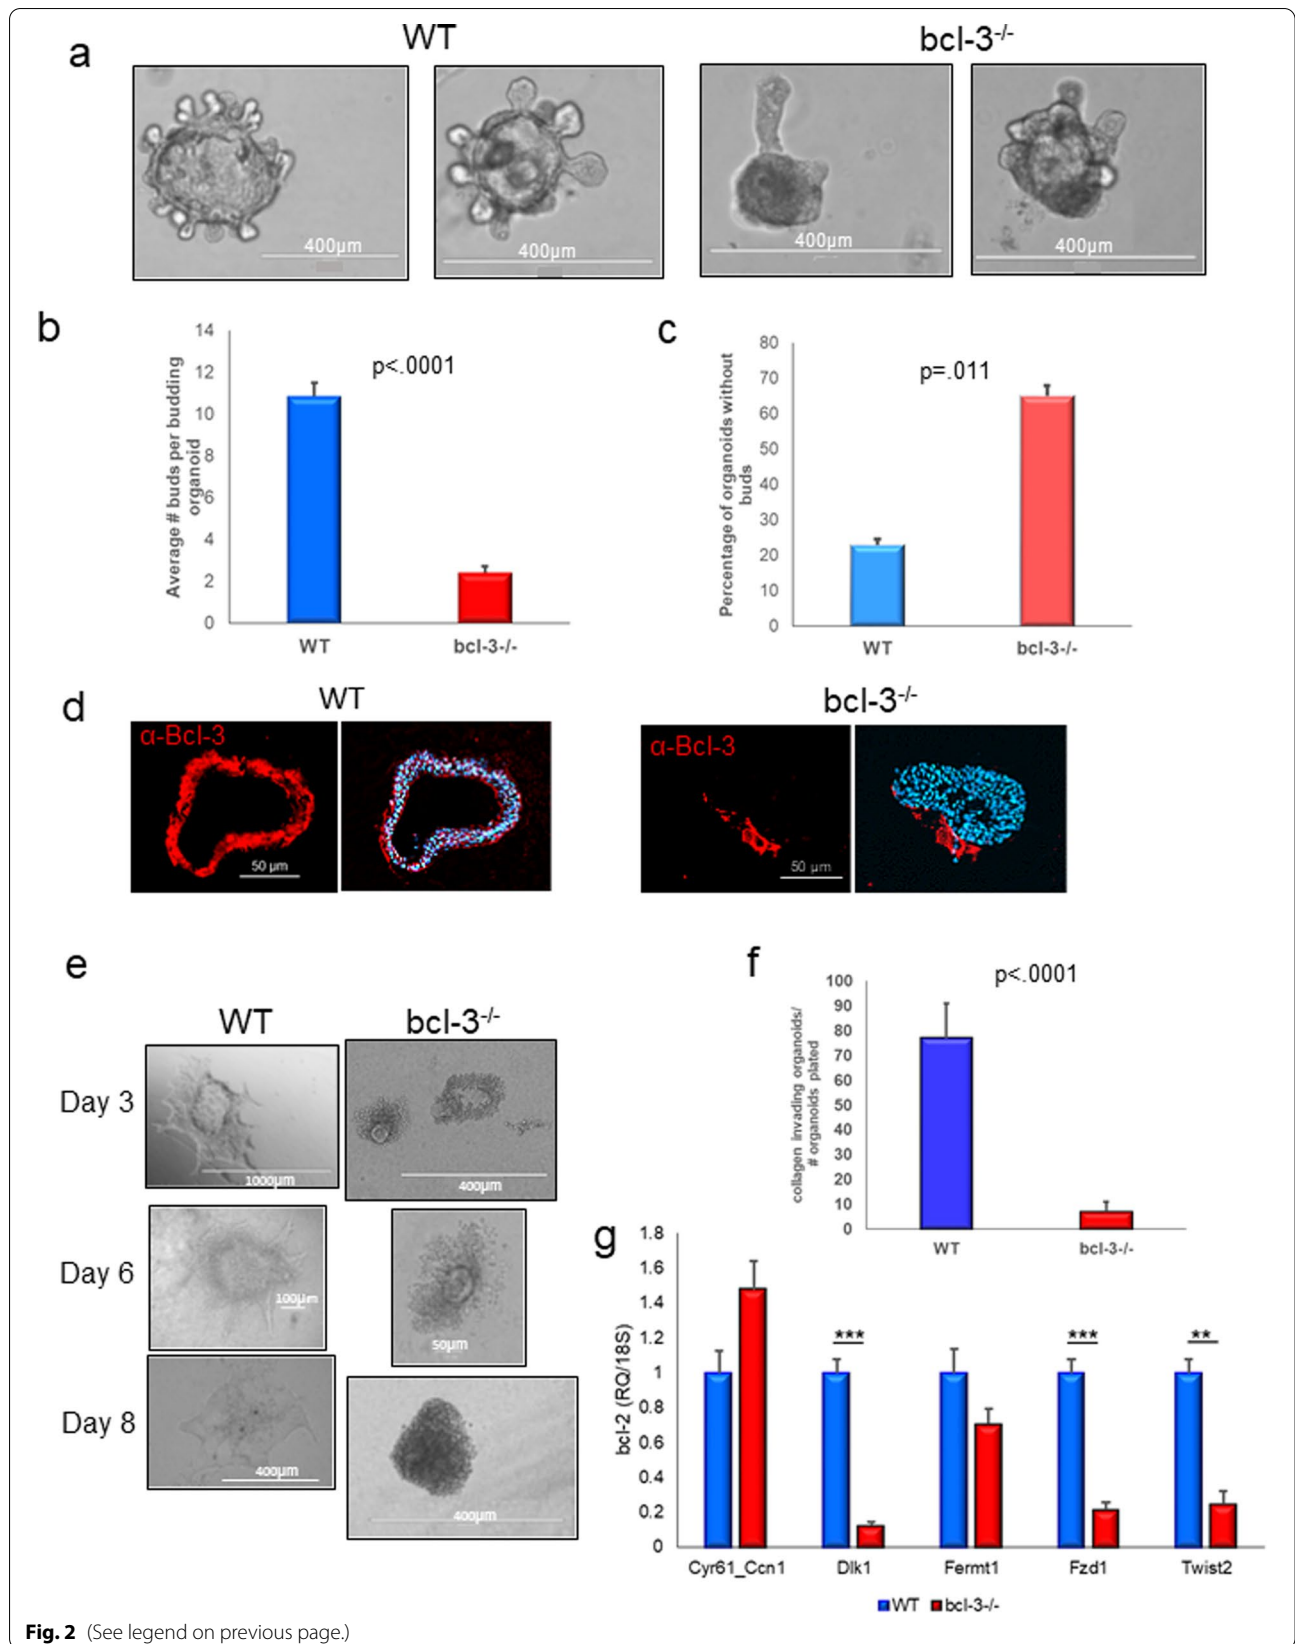 a
WT
bcl-3-/-
400µm
400µm
400µm
400µm
b
14
12
10
8
6
4
2
0
Average # buds per budding
organoid
p<.0001
WT
bcl-3-/-
c
80
70
60
50
40
30
20
10
0
Percentage of organoids without
buds
p=.011
WT
bcl-3-/-
d
WT
bcl-3-/-
α-Bcl-3
50 µm
α-Bcl-3
50 µm
e
WT
bcl-3-/-
Day 3
1000µm
400µm
Day 6
100µm
50µm
Day 8
400µm
400µm
f
100
90
80
70
60
50
40
30
20
10
0
collagen invading organoids/
# organoids plated
p<.0001
WT
bcl-3-/-
g
1.8
1.6
1.4
1.2
1
0.8
0.6
0.4
0.2
0
bcl-2 (RQ/18S)
***
***
**
Cyr61_Ccn1
Dlk1
Fermt1
Fzd1
Twist2
WT
bcl-3-/-
Fig. 2 (See legend on previous page.)